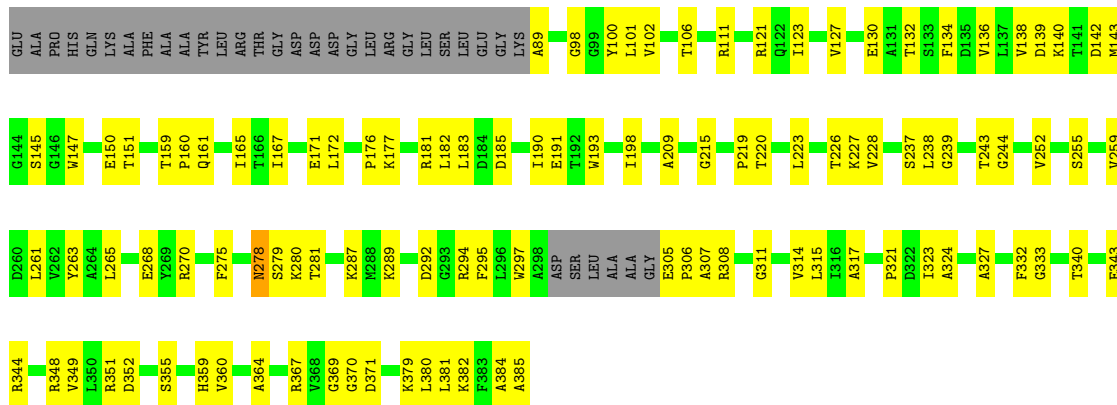 GLU ALA PRO HIS GLN LYS ALA PHE ALA ALA TYR LEU ARG THR GLY ASP ASP ASP GLY LEU ARG GLY LEU SER LEU GLU GLY LYS A89 G98 G99 Y100 L101 V102 T106 R111 R121 Q122 I123 V127 E130 A131 T132 S133 F134 D135 V136 L137 V138 D139 K140 T141 D142 M143
G144 S145 G146 W147 E150 T151 T159 P160 Q161 I165 T166 I167 E171 L172 P176 K177 R181 L182 L183 D184 D185 I190 E191 T192 W193 I198 A209 G215 P219 T220 L223 T226 K227 V228 S237 L238 G239 T243 G244 V252 S255 V259
D260 L261 V262 Y263 A264 L265 E268 Y269 R270 F275 N278 S279 K280 T281 K287 M288 K289 D292 G293 R294 F295 L296 W297 A298 ASP SER LEU ALA ALA GLY E305 P306 A307 R308 G311 V314 L315 I316 A317 P321 D322 I323 A324 A327 F332 G333 T340 E343
R344 R348 V349 L350 R351 D352 S355 H359 V360 A364 R367 V368 G369 G370 D371 K379 L380 L381 K382 F383 A384 A385